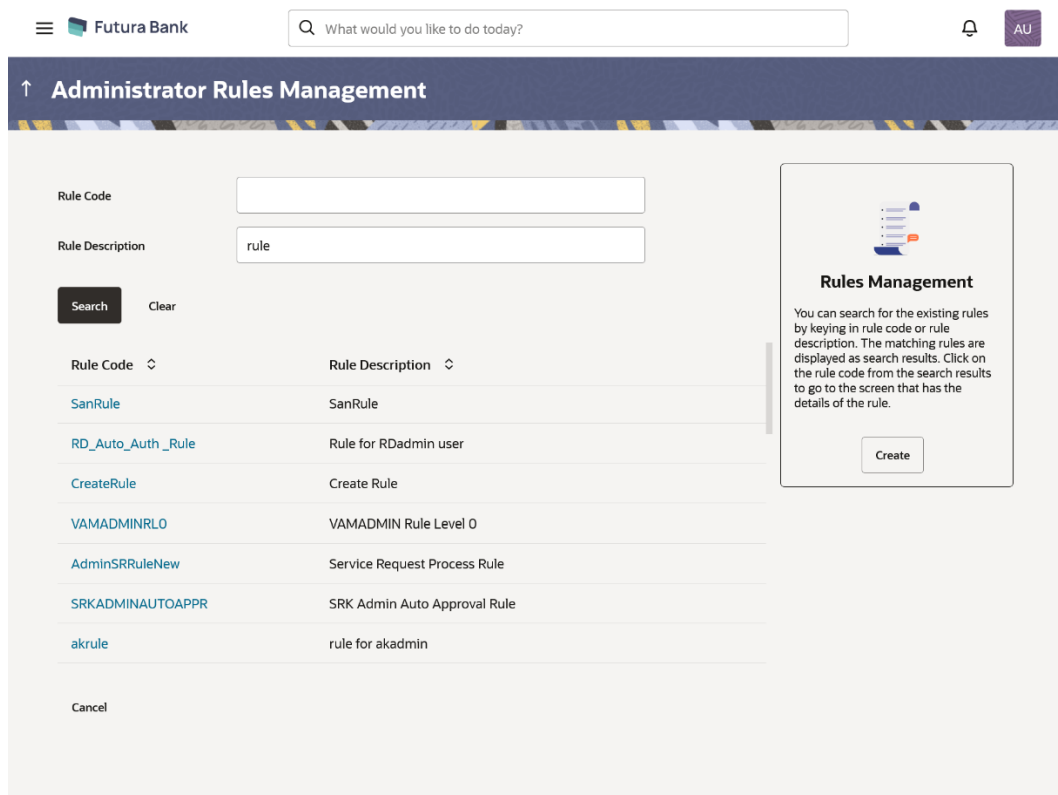 Futura Bank
What would you like to do today?
AU
Administrator Rules Management
Rule Code
Rule Description
rule
Search Clear
Rule Code Rule Description
SanRule SanRule
RD_Auto_Auth _Rule Rule for RDadmin user
CreateRule Create Rule
VAMADMINRL0 VAMADMIN Rule Level 0
AdminSRRuleNew Service Request Process Rule
SRKADMINAUTOAPPR SRK Admin Auto Approval Rule
akrule rule for akadmin
Cancel
Rules Management
You can search for the existing rules
by keying in rule code or rule
description. The matching rules are
displayed as search results. Click on
the rule code from the search results
to go to the screen that has the
details of the rule.
Create